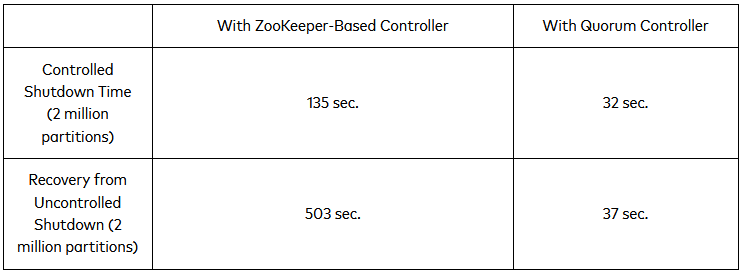 With ZooKeeper-Based Controller
With Quorum Controller
Controlled
Shutdown Time
(2 million
partitions)
135 sec.
32 sec.
Recovery from
Uncontrolled
Shutdown (2
million partitions)
503 sec.
37 sec.